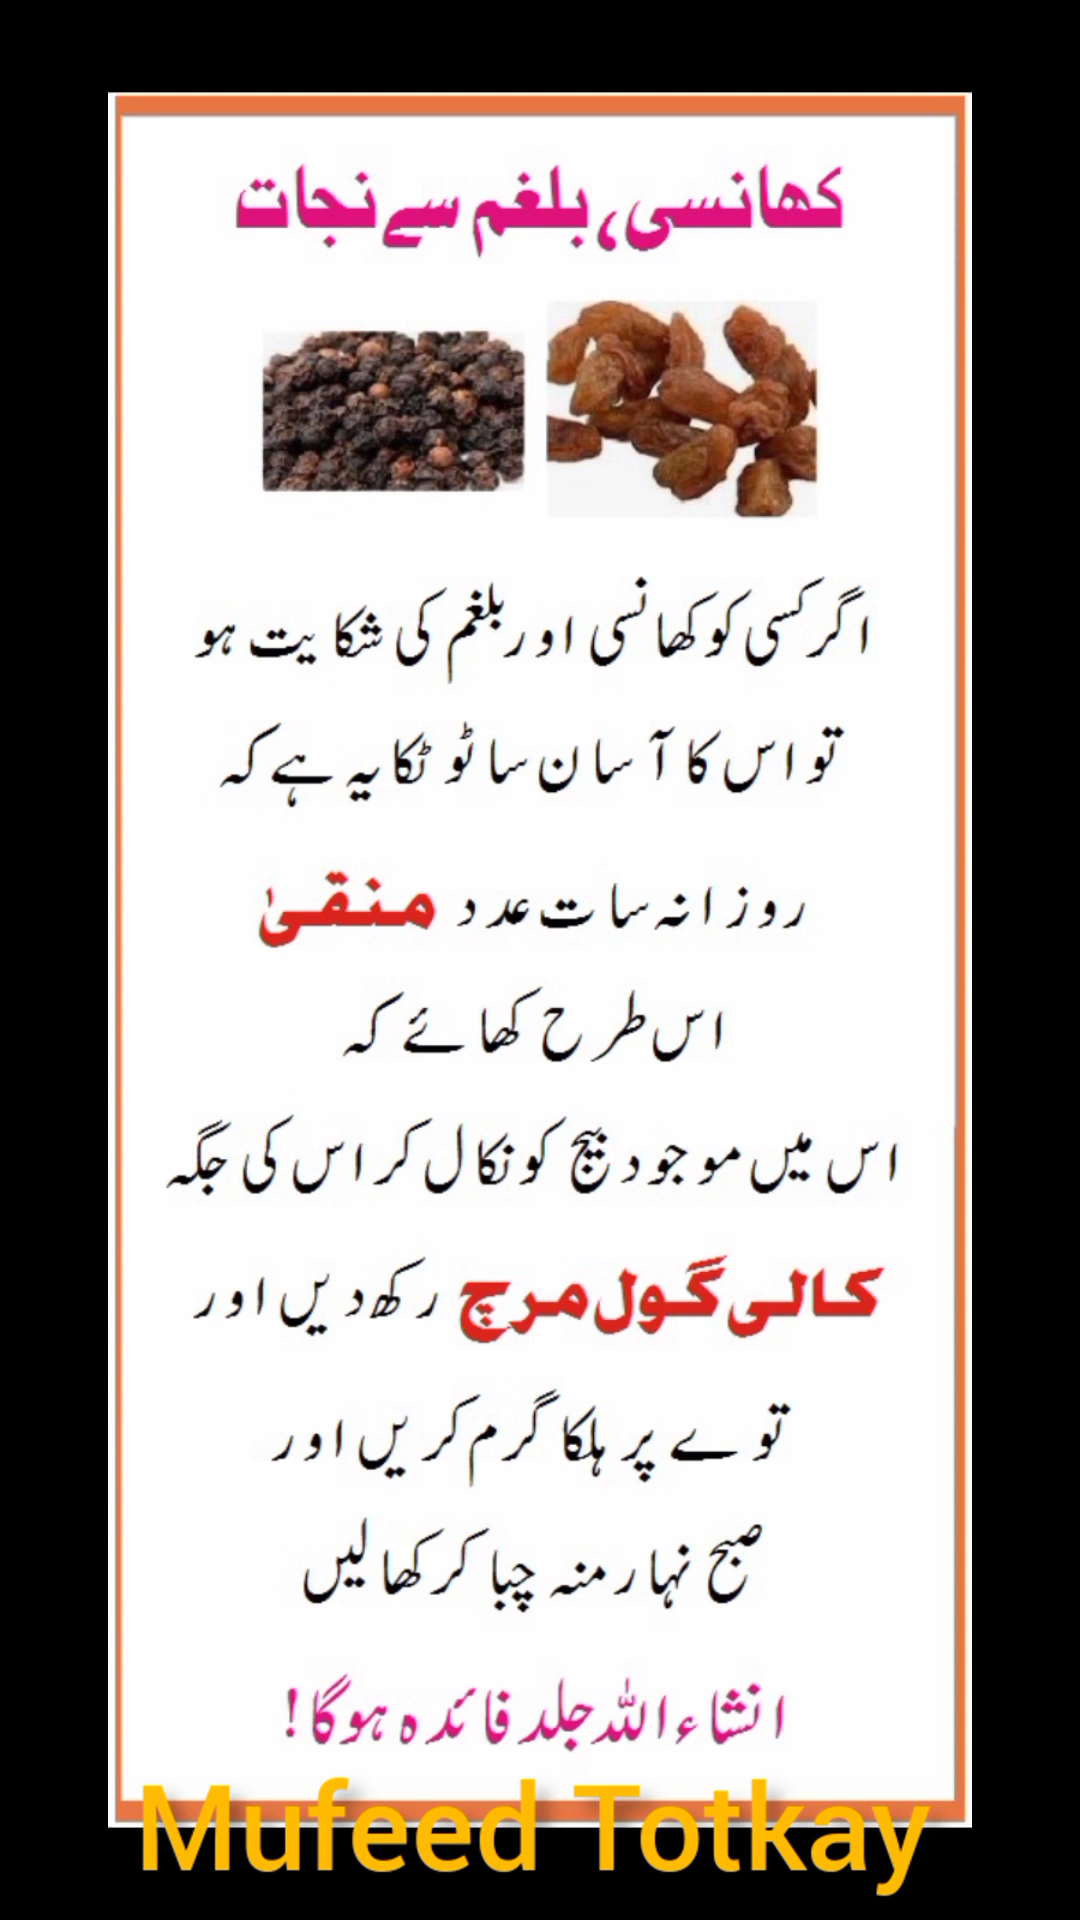 کھانسی، بلغم سے نجات
اگر کسی کو کھانسی اور بلغم کی شکایت ہو
تو اس کا آسان سا ٹوٹکا یہ ہے کہ
روزانہ سات عدد منقیٰ
اس طرح کھائے کہ
اس میں موجود بیچ کو نکال کر اس کی جگہ
کالی گول مرچ رکھ دیں اور
توے پر ہلکا گرم کریں اور
صبح نہار منہ چبا کر کھا لیں
انشاء اللہ جلد فائدہ ہوگا!
Mufeed Totkay